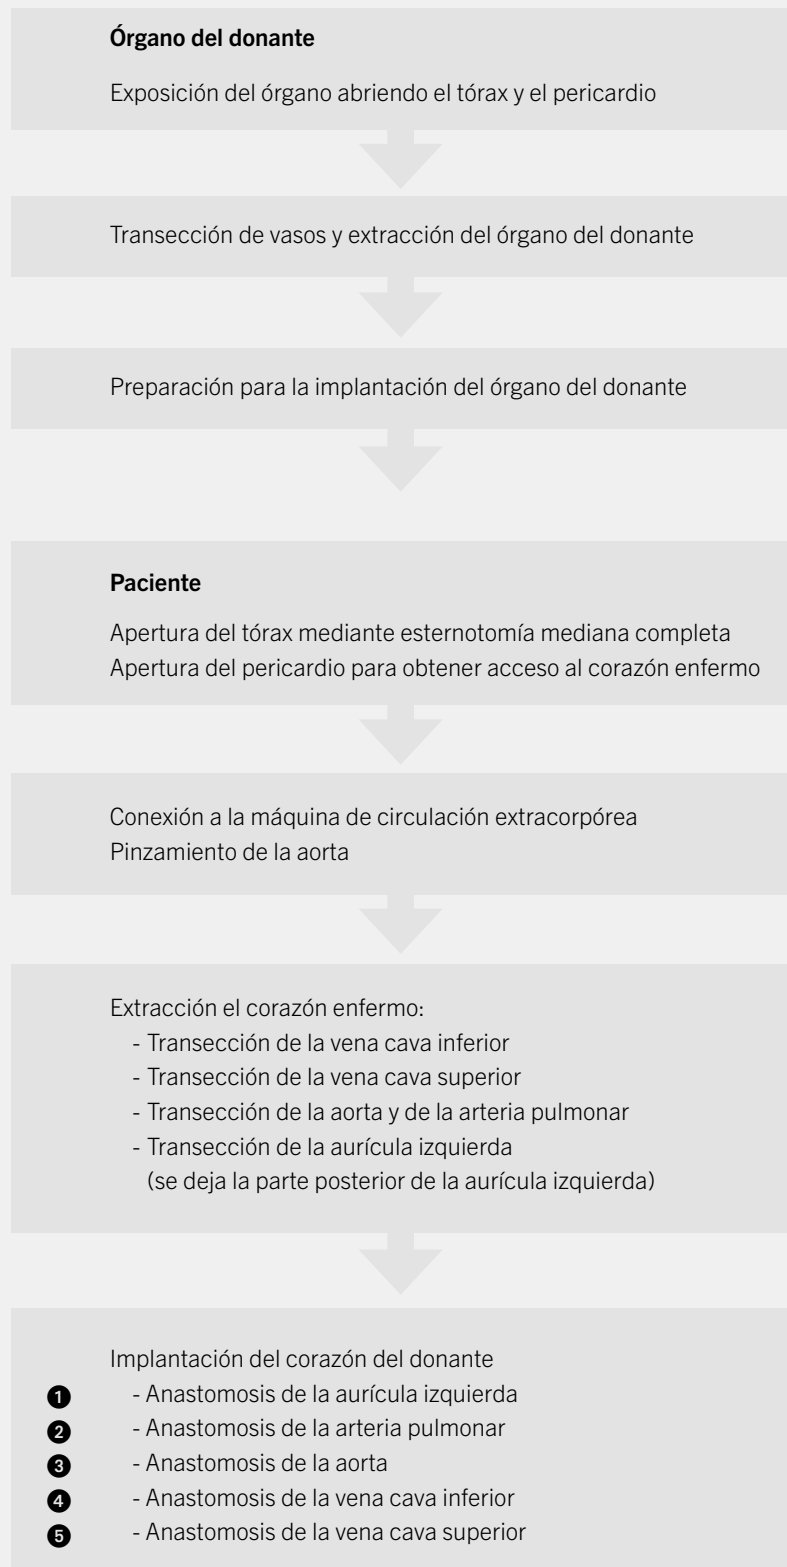 Órgano del donante
Exposición del órgano abriendo el tórax y el pericardio
Transección de vasos y extracción del órgano del donante
Preparación para la implantación del órgano del donante
Paciente
Apertura del tórax mediante esternotomía mediana completa
Apertura del pericardio para obtener acceso al corazón enfermo
Conexión a la máquina de circulación extracorpórea
Pinzamiento de la aorta
Extracción el corazón enfermo:
- Transección de la vena cava inferior
- Transección de la vena cava superior
- Transección de la aorta y de la arteria pulmonar
- Transección de la aurícula izquierda
(se deja la parte posterior de la aurícula izquierda)
Implantación del corazón del donante
1 - Anastomosis de la aurícula izquierda
2 - Anastomosis de la arteria pulmonar
3 - Anastomosis de la aorta
4 - Anastomosis de la vena cava inferior
5 - Anastomosis de la vena cava superior